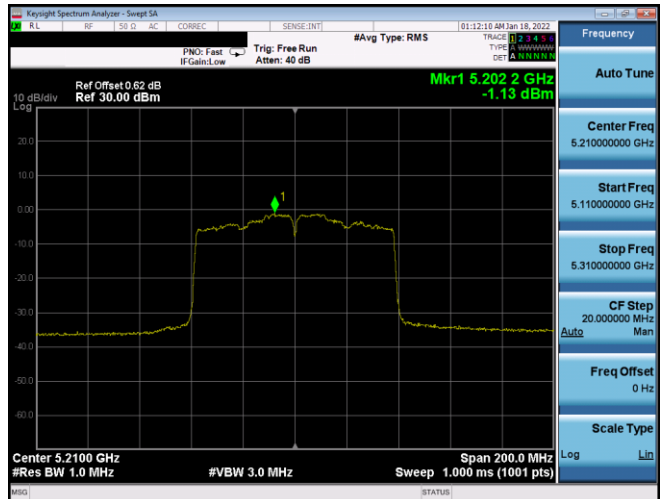 Keysight Spectrum Analyzer - Swept SA
RL RF 50 Ω AC CORREC SENSE:INT 01:12:10 AM Jan 18, 2022
#Avg Type: RMS
TRACE 1 2 3 4 5 6
TYPE A WWWWW
DET A N N N N N
PNO: Fast
IFGain:Low
Trig: Free Run
Atten: 40 dB
Ref Offset 0.62 dB
Ref 30.00 dBm
10 dB/div
Log
Mkr1 5.202 2 GHz
-1.13 dBm
20.0
10.0
0.00
-10.0
-20.0
-30.0
-40.0
-50.0
-60.0
1
Center 5.2100 GHz
#Res BW 1.0 MHz
#VBW 3.0 MHz
Span 200.0 MHz
Sweep 1.000 ms (1001 pts)
MSG
STATUS
Frequency
Auto Tune
Center Freq
5.210000000 GHz
Start Freq
5.110000000 GHz
Stop Freq
5.310000000 GHz
CF Step
20.000000 MHz
Auto Man
Freq Offset
0 Hz
Scale Type
Log Lin